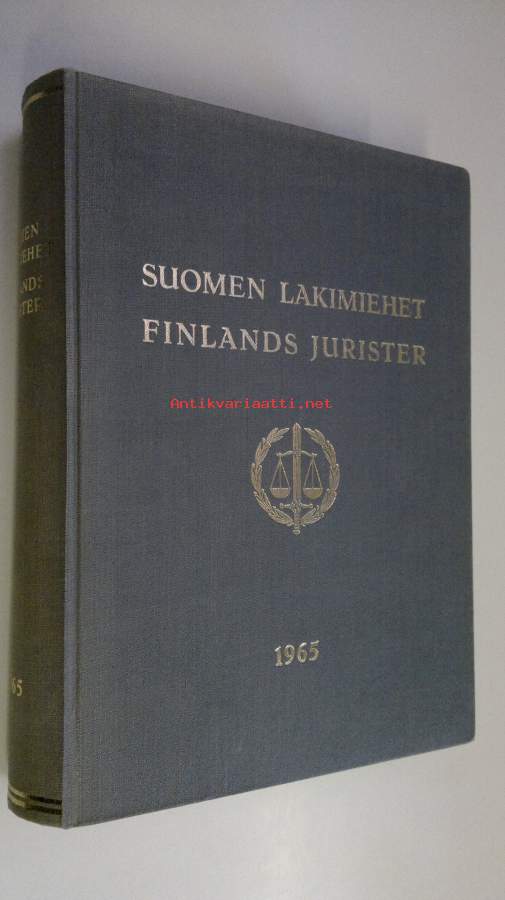 SUOMEN LAKIMIEHET
FINLANDS JURISTER
Antikvariaatti.net
1965